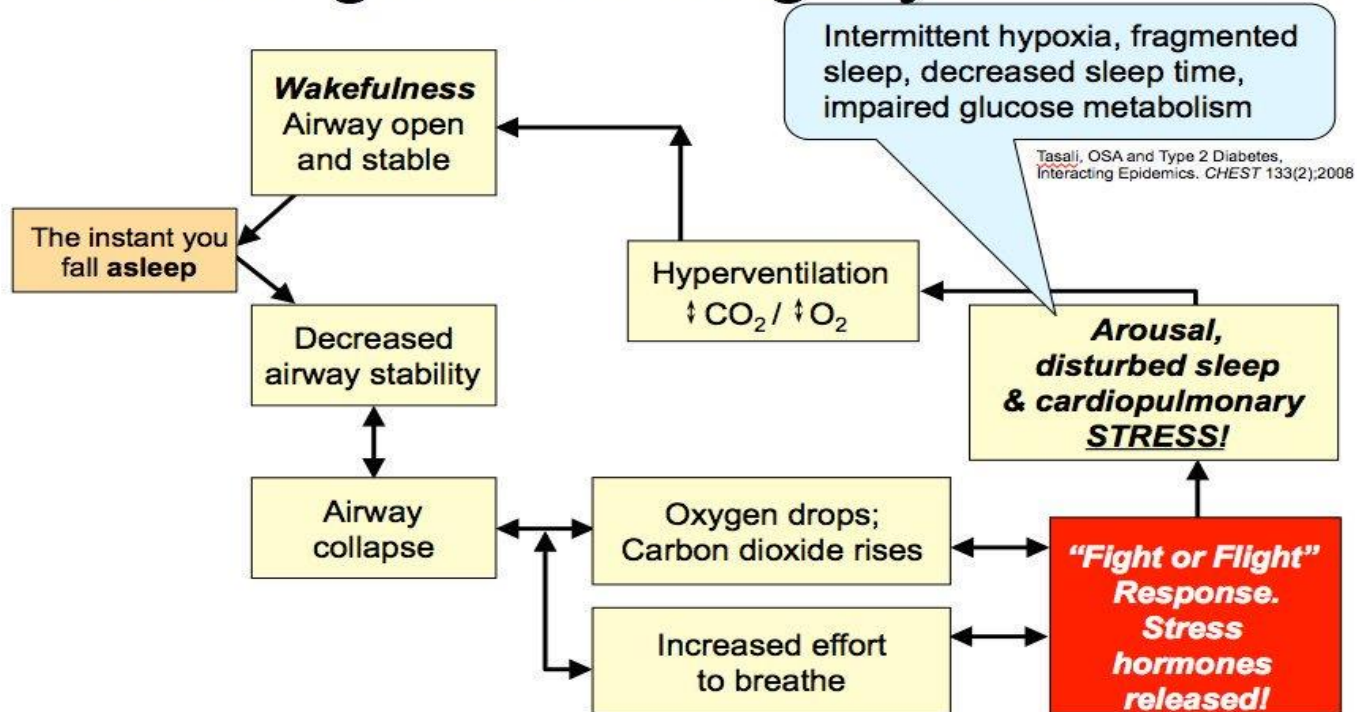 Intermittent hypoxia, fragmented
sleep, decreased sleep time,
impaired glucose metabolism
Tasali, OSA and Type 2 Diabetes,
Interacting Epidemics. CHEST 133(2);2008
Wakefulness
Airway open
and stable
The instant you
fall asleep
Decreased
airway stability
Airway
collapse
Oxygen drops;
Carbon dioxide rises
Increased effort
to breathe
"Fight or Flight"
Response.
Stress
hormones
released!
Arousal,
disturbed sleep
& cardiopulmonary
STRESS!
Hyperventilation
↕ CO₂ / ↕ O₂